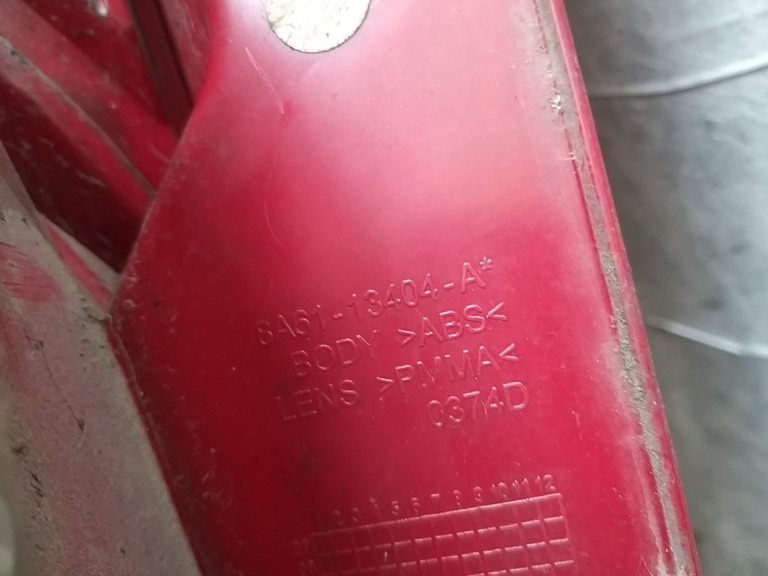 8A61-13404-A*
BODY >ABS<
LENS >PMMA<
0374D
1 2 3 4 5 6 7 8 9 10 11 12